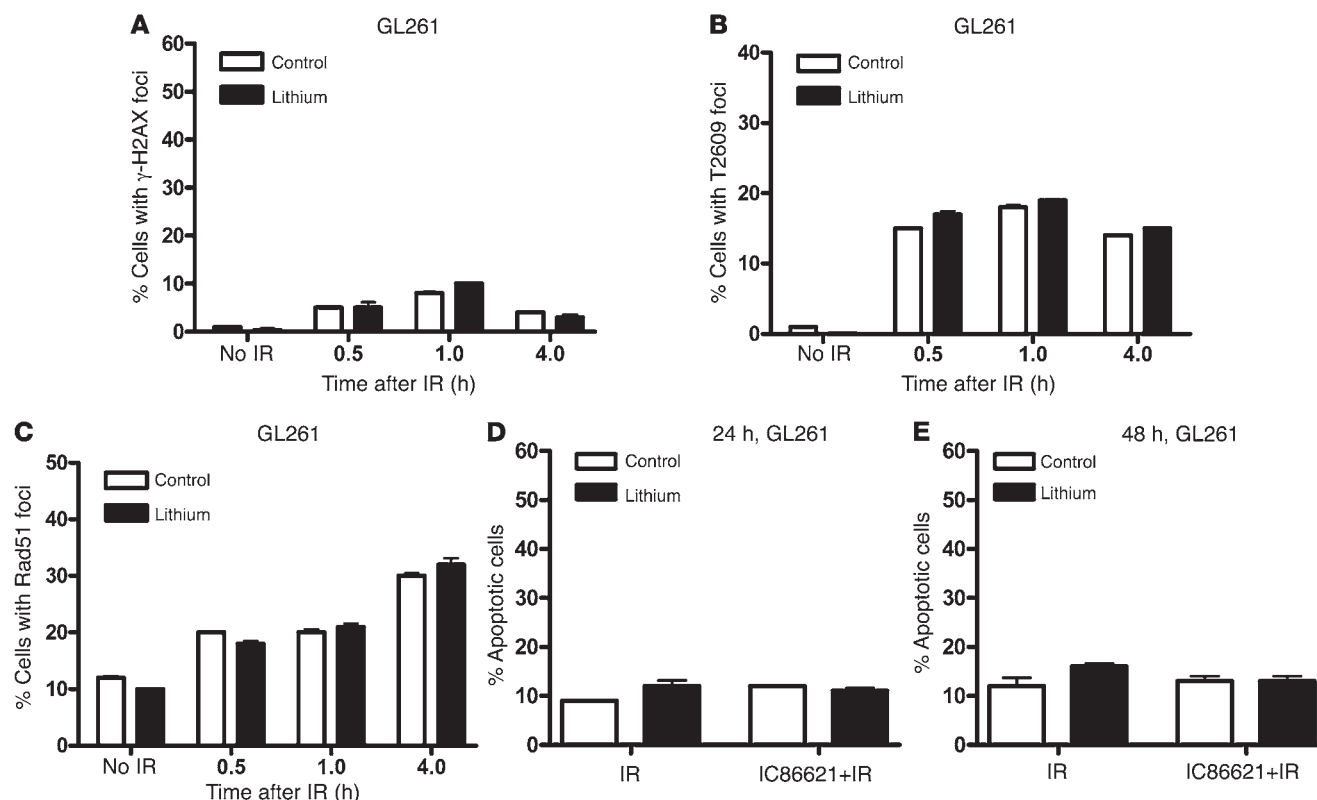 A
GL261
% Cells with γ-H2AX foci
60
50
40
30
20
10
0
Control
Lithium
No IR 0.5 1.0 4.0
Time after IR (h)
B
GL261
% Cells with T2609 foci
40
30
20
10
0
Control
Lithium
No IR 0.5 1.0 4.0
Time after IR (h)
C
GL261
% Cells with Rad51 foci
50
40
30
20
10
0
Control
Lithium
No IR 0.5 1.0 4.0
Time after IR (h)
D
24 h, GL261
% Apoptotic cells
60
50
40
30
20
10
0
Control
Lithium
IR IC86621+IR
E
48 h, GL261
% Apoptotic cells
60
50
40
30
20
10
0
Control
Lithium
IR IC86621+IR